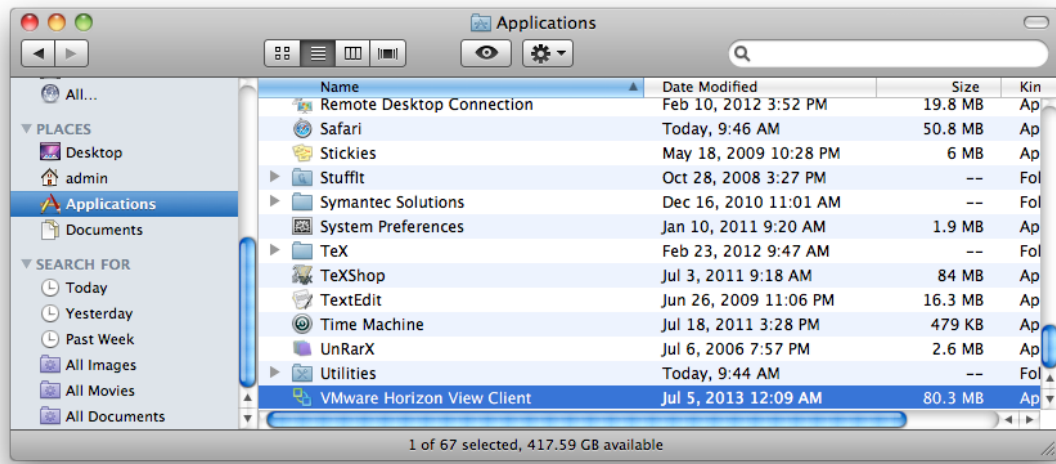 Applications
All...
PLACES
Desktop
admin
Applications
Documents
SEARCH FOR
Today
Yesterday
Past Week
All Images
All Movies
All Documents
Name Date Modified Size Kin
Remote Desktop Connection Feb 10, 2012 3:52 PM 19.8 MB Ap
Safari Today, 9:46 AM 50.8 MB Ap
Stickies May 18, 2009 10:28 PM 6 MB Ap
StuffIt Oct 28, 2008 3:27 PM -- Fol
Symantec Solutions Dec 16, 2010 11:01 AM -- Fol
System Preferences Jan 10, 2011 9:20 AM 1.9 MB Ap
TeX Feb 23, 2012 9:47 AM -- Fol
TeXShop Jul 3, 2011 9:18 AM 84 MB Ap
TextEdit Jun 26, 2009 11:06 PM 16.3 MB Ap
Time Machine Jul 18, 2011 3:28 PM 479 KB Ap
UnRarX Jul 6, 2006 7:57 PM 2.6 MB Ap
Utilities Today, 9:44 AM -- Fol
VMware Horizon View Client Jul 5, 2013 12:09 AM 80.3 MB Ap
1 of 67 selected, 417.59 GB available